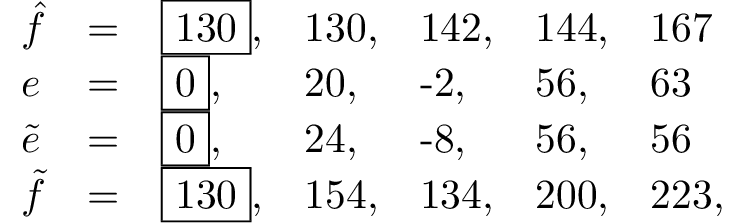 f̂ = 130, 130, 142, 144, 167
e = 0, 20, -2, 56, 63
ẽ = 0, 24, -8, 56, 56
f̃ = 130, 154, 134, 200, 223,